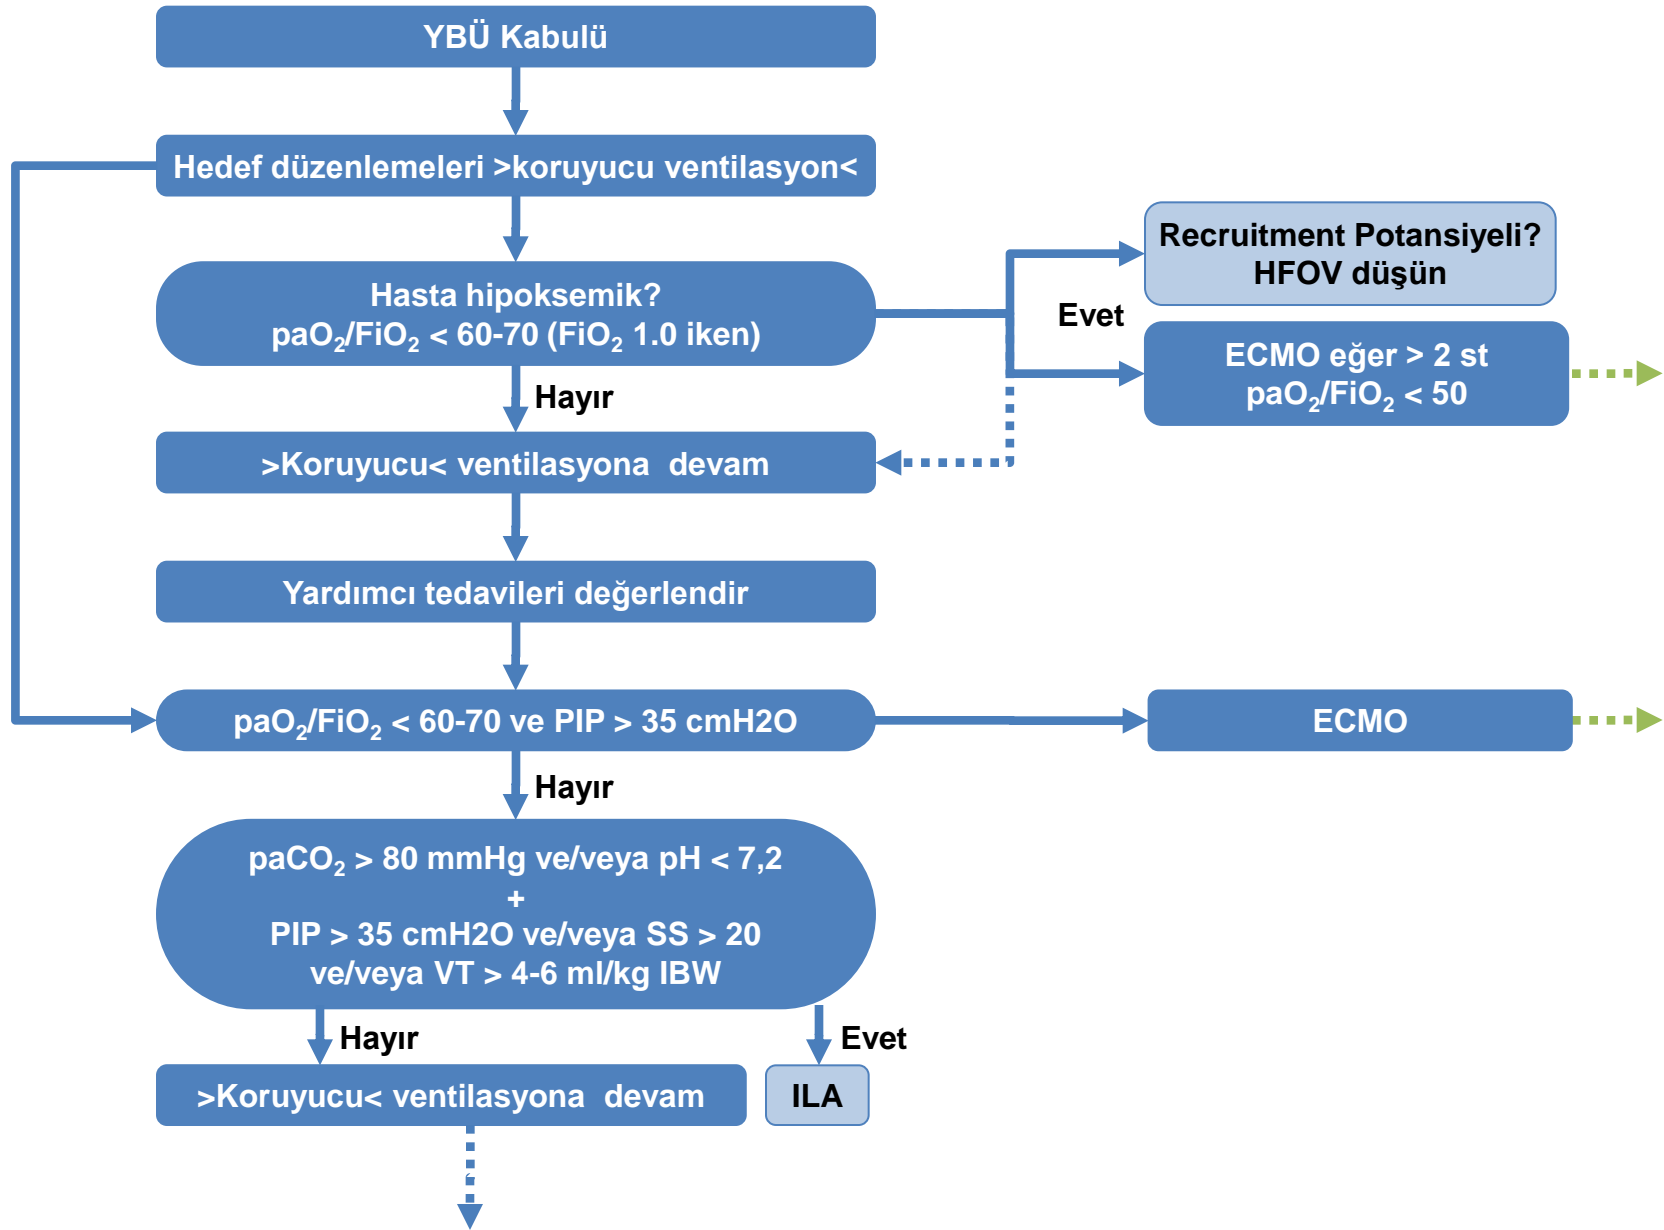 YBÜ Kabulü
Hedef düzenlemeleri >koruyucu ventilasyon<
Recruitment Potansiyeli?
HFOV düşün
Hasta hipoksemik?
paO₂/FiO₂ < 60-70 (FiO₂ 1.0 iken)
Evet
ECMO eğer > 2 st
paO₂/FiO₂ < 50
Hayır
>Koruyucu< ventilasyona  devam
Yardımcı tedavileri değerlendir
paO₂/FiO₂ < 60-70 ve PIP > 35 cmH2O
ECMO
Hayır
paCO₂ > 80 mmHg ve/veya pH < 7,2
+
PIP > 35 cmH2O ve/veya SS > 20
ve/veya VT > 4-6 ml/kg IBW
Hayır
Evet
>Koruyucu< ventilasyona  devam
ILA